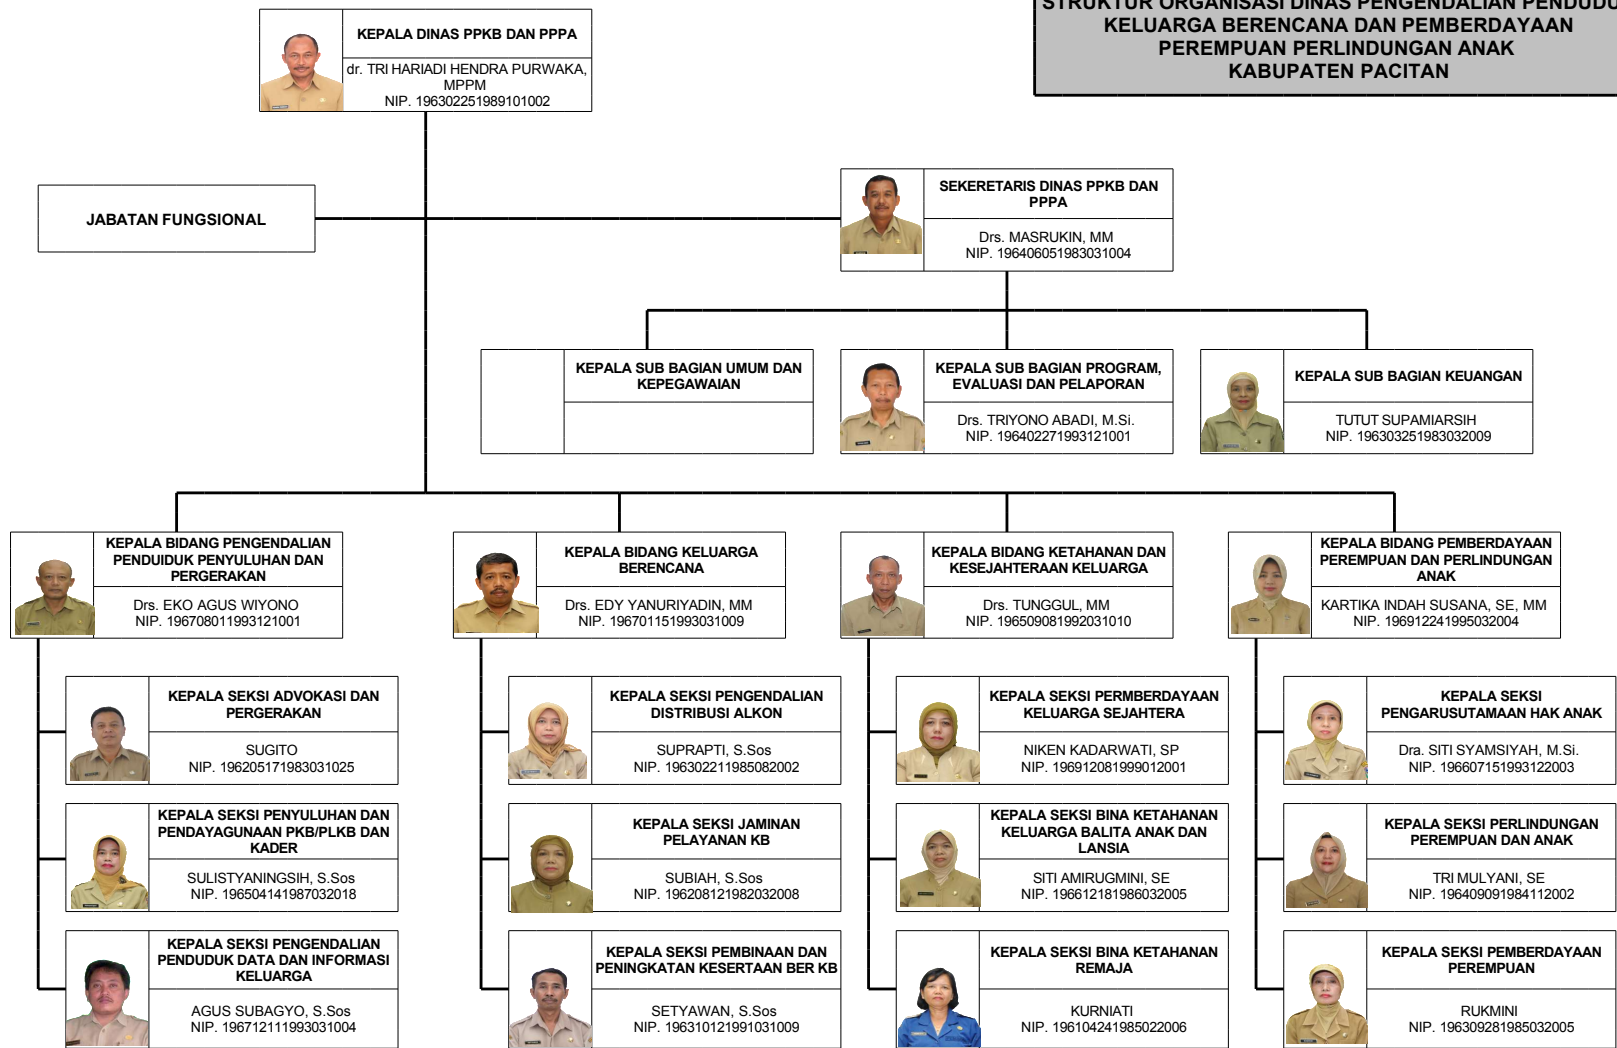 STRUKTUR ORGANISASI DINAS PENGENDALIAN PENDUDU
KELUARGA BERENCANA DAN PEMBERDAYAAN
PEREMPUAN PERLINDUNGAN ANAK
KABUPATEN PACITAN
KEPALA DINAS PPKB DAN PPPA
dr. TRI HARIADI HENDRA PURWAKA,
MPPM
NIP. 196302251989101002
JABATAN FUNGSIONAL
SEKERETARIS DINAS PPKB DAN
PPPA
Drs. MASRUKIN, MM
NIP. 196406051983031004
KEPALA SUB BAGIAN UMUM DAN
KEPEGAWAIAN
KEPALA SUB BAGIAN PROGRAM,
EVALUASI DAN PELAPORAN
Drs. TRIYONO ABADI, M.Si.
NIP. 196402271993121001
KEPALA SUB BAGIAN KEUANGAN
TUTUT SUPAMIARSIH
NIP. 196303251983032009
KEPALA BIDANG PENGENDALIAN
PENDUIDUK PENYULUHAN DAN
PERGERAKAN
Drs. EKO AGUS WIYONO
NIP. 196708011993121001
KEPALA BIDANG KELUARGA
BERENCANA
Drs. EDY YANURIYADIN, MM
NIP. 196701151993031009
KEPALA BIDANG KETAHANAN DAN
KESEJAHTERAAN KELUARGA
Drs. TUNGGUL, MM
NIP. 196509081992031010
KEPALA BIDANG PEMBERDAYAAN
PEREMPUAN DAN PERLINDUNGAN
ANAK
KARTIKA INDAH SUSANA, SE, MM
NIP. 196912241995032004
KEPALA SEKSI ADVOKASI DAN
PERGERAKAN
SUGITO
NIP. 196205171983031025
KEPALA SEKSI PENGENDALIAN
DISTRIBUSI ALKON
SUPRAPTI, S.Sos
NIP. 196302211985082002
KEPALA SEKSI PERMBERDAYAAN
KELUARGA SEJAHTERA
NIKEN KADARWATI, SP
NIP. 196912081999012001
KEPALA SEKSI
PENGARUSUTAMAAN HAK ANAK
Dra. SITI SYAMSIYAH, M.Si.
NIP. 196607151993122003
KEPALA SEKSI PENYULUHAN DAN
PENDAYAGUNAAN PKB/PLKB DAN
KADER
SULISTYANINGSIH, S.Sos
NIP. 196504141987032018
KEPALA SEKSI JAMINAN
PELAYANAN KB
SUBIAH, S.Sos
NIP. 196208121982032008
KEPALA SEKSI BINA KETAHANAN
KELUARGA BALITA ANAK DAN
LANSIA
SITI AMIRUGMINI, SE
NIP. 196612181986032005
KEPALA SEKSI PERLINDUNGAN
PEREMPUAN DAN ANAK
TRI MULYANI, SE
NIP. 196409091984112002
KEPALA SEKSI PENGENDALIAN
PENDUDUK DATA DAN INFORMASI
KELUARGA
AGUS SUBAGYO, S.Sos
NIP. 196712111993031004
KEPALA SEKSI PEMBINAAN DAN
PENINGKATAN KESERTAAN BER KB
SETYAWAN, S.Sos
NIP. 196310121991031009
KEPALA SEKSI BINA KETAHANAN
REMAJA
KURNIATI
NIP. 196104241985022006
KEPALA SEKSI PEMBERDAYAAN
PEREMPUAN
RUKMINI
NIP. 196309281985032005